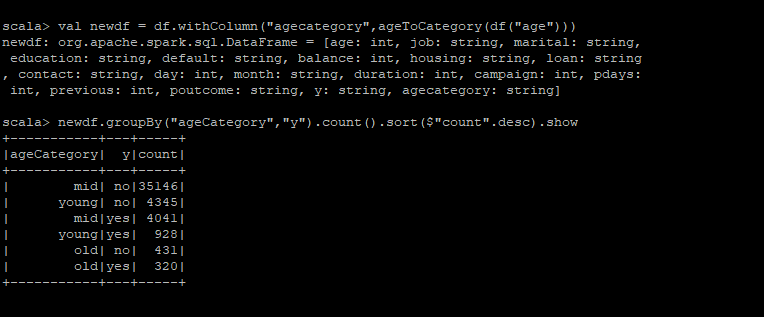 scala> val newdf = df.withColumn("agecategory",ageToCategory(df("age")))
newdf: org.apache.spark.sql.DataFrame = [age: int, job: string, marital: string,
 education: string, default: string, balance: int, housing: string, loan: string
, contact: string, day: int, month: string, duration: int, campaign: int, pdays:
 int, previous: int, poutcome: string, y: string, agecategory: string]
scala> newdf.groupBy("ageCategory","y").count().sort($"count".desc).show
+-----------+---+-----+
|ageCategory|  y|count|
+-----------+---+-----+
|        mid| no|35146|
|      young| no| 4345|
|        mid|yes| 4041|
|      young|yes|  928|
|        old| no|  431|
|        old|yes|  320|
+-----------+---+-----+